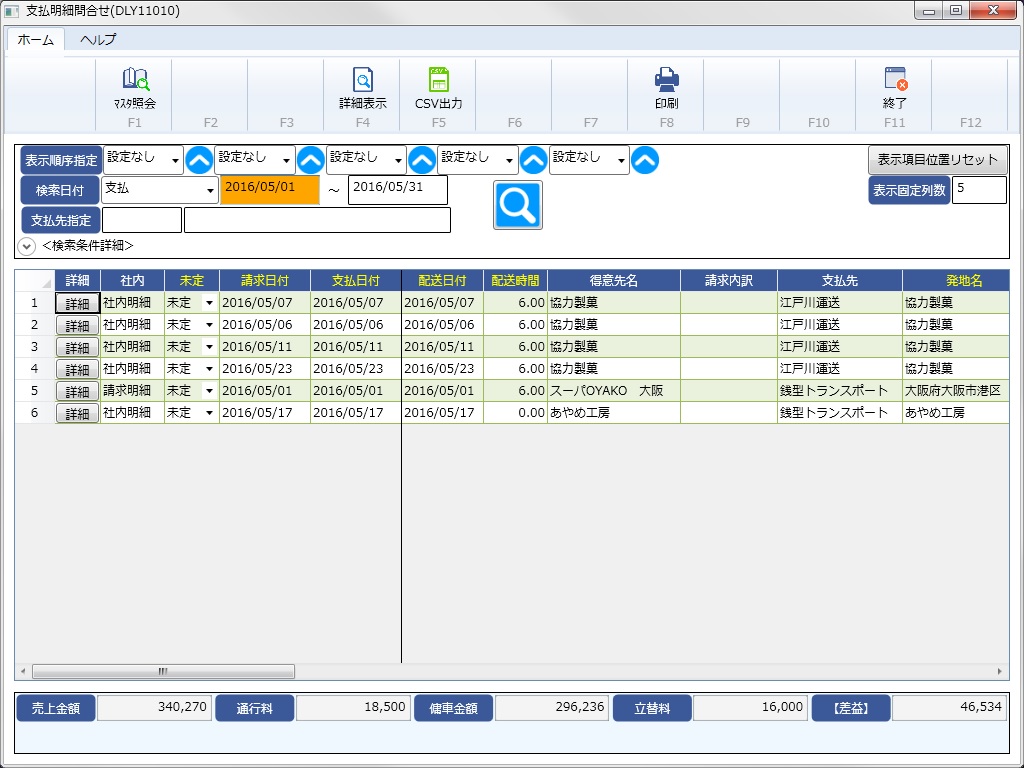 支払明細問合せ(DLY11010)
ホーム ヘルプ
ﾏｽﾀ照会 詳細表示 CSV出力 印刷 終了
F1 F2 F3 F4 F5 F6 F7 F8 F9 F10 F11 F12
表示順序指定 設定なし 設定なし 設定なし 設定なし 設定なし 表示項目位置リセット
検索日付 支払 2016/05/01 ～ 2016/05/31 表示固定列数 5
支払先指定
<検索条件詳細>
詳細 社内 未定 請求日付 支払日付 配送日付 配送時間 得意先名 請求内訳 支払先 発地名
1 詳細 社内明細 未定 2016/05/07 2016/05/07 2016/05/07 6.00 協力製菓 江戸川運送 協力製菓
2 詳細 社内明細 未定 2016/05/06 2016/05/06 2016/05/06 6.00 協力製菓 江戸川運送 協力製菓
3 詳細 社内明細 未定 2016/05/11 2016/05/11 2016/05/11 6.00 協力製菓 江戸川運送 協力製菓
4 詳細 社内明細 未定 2016/05/23 2016/05/23 2016/05/23 6.00 協力製菓 江戸川運送 協力製菓
5 詳細 請求明細 未定 2016/05/01 2016/05/01 2016/05/01 6.00 スーパOYAKO　大阪 銭型トランスポート 大阪府大阪市港区
6 詳細 社内明細 未定 2016/05/17 2016/05/17 2016/05/17 0.00 あやめ工房 銭型トランスポート あやめ工房
売上金額 340,270 通行料 18,500 傭車金額 296,236 立替料 16,000 【差益】 46,534